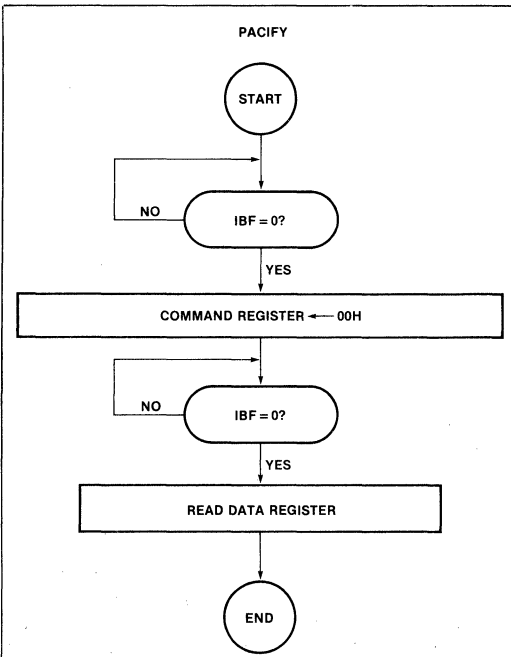 PACIFY
START
NO
IBF = 0?
YES
COMMAND REGISTER ← 00H
NO
IBF = 0?
YES
READ DATA REGISTER
END